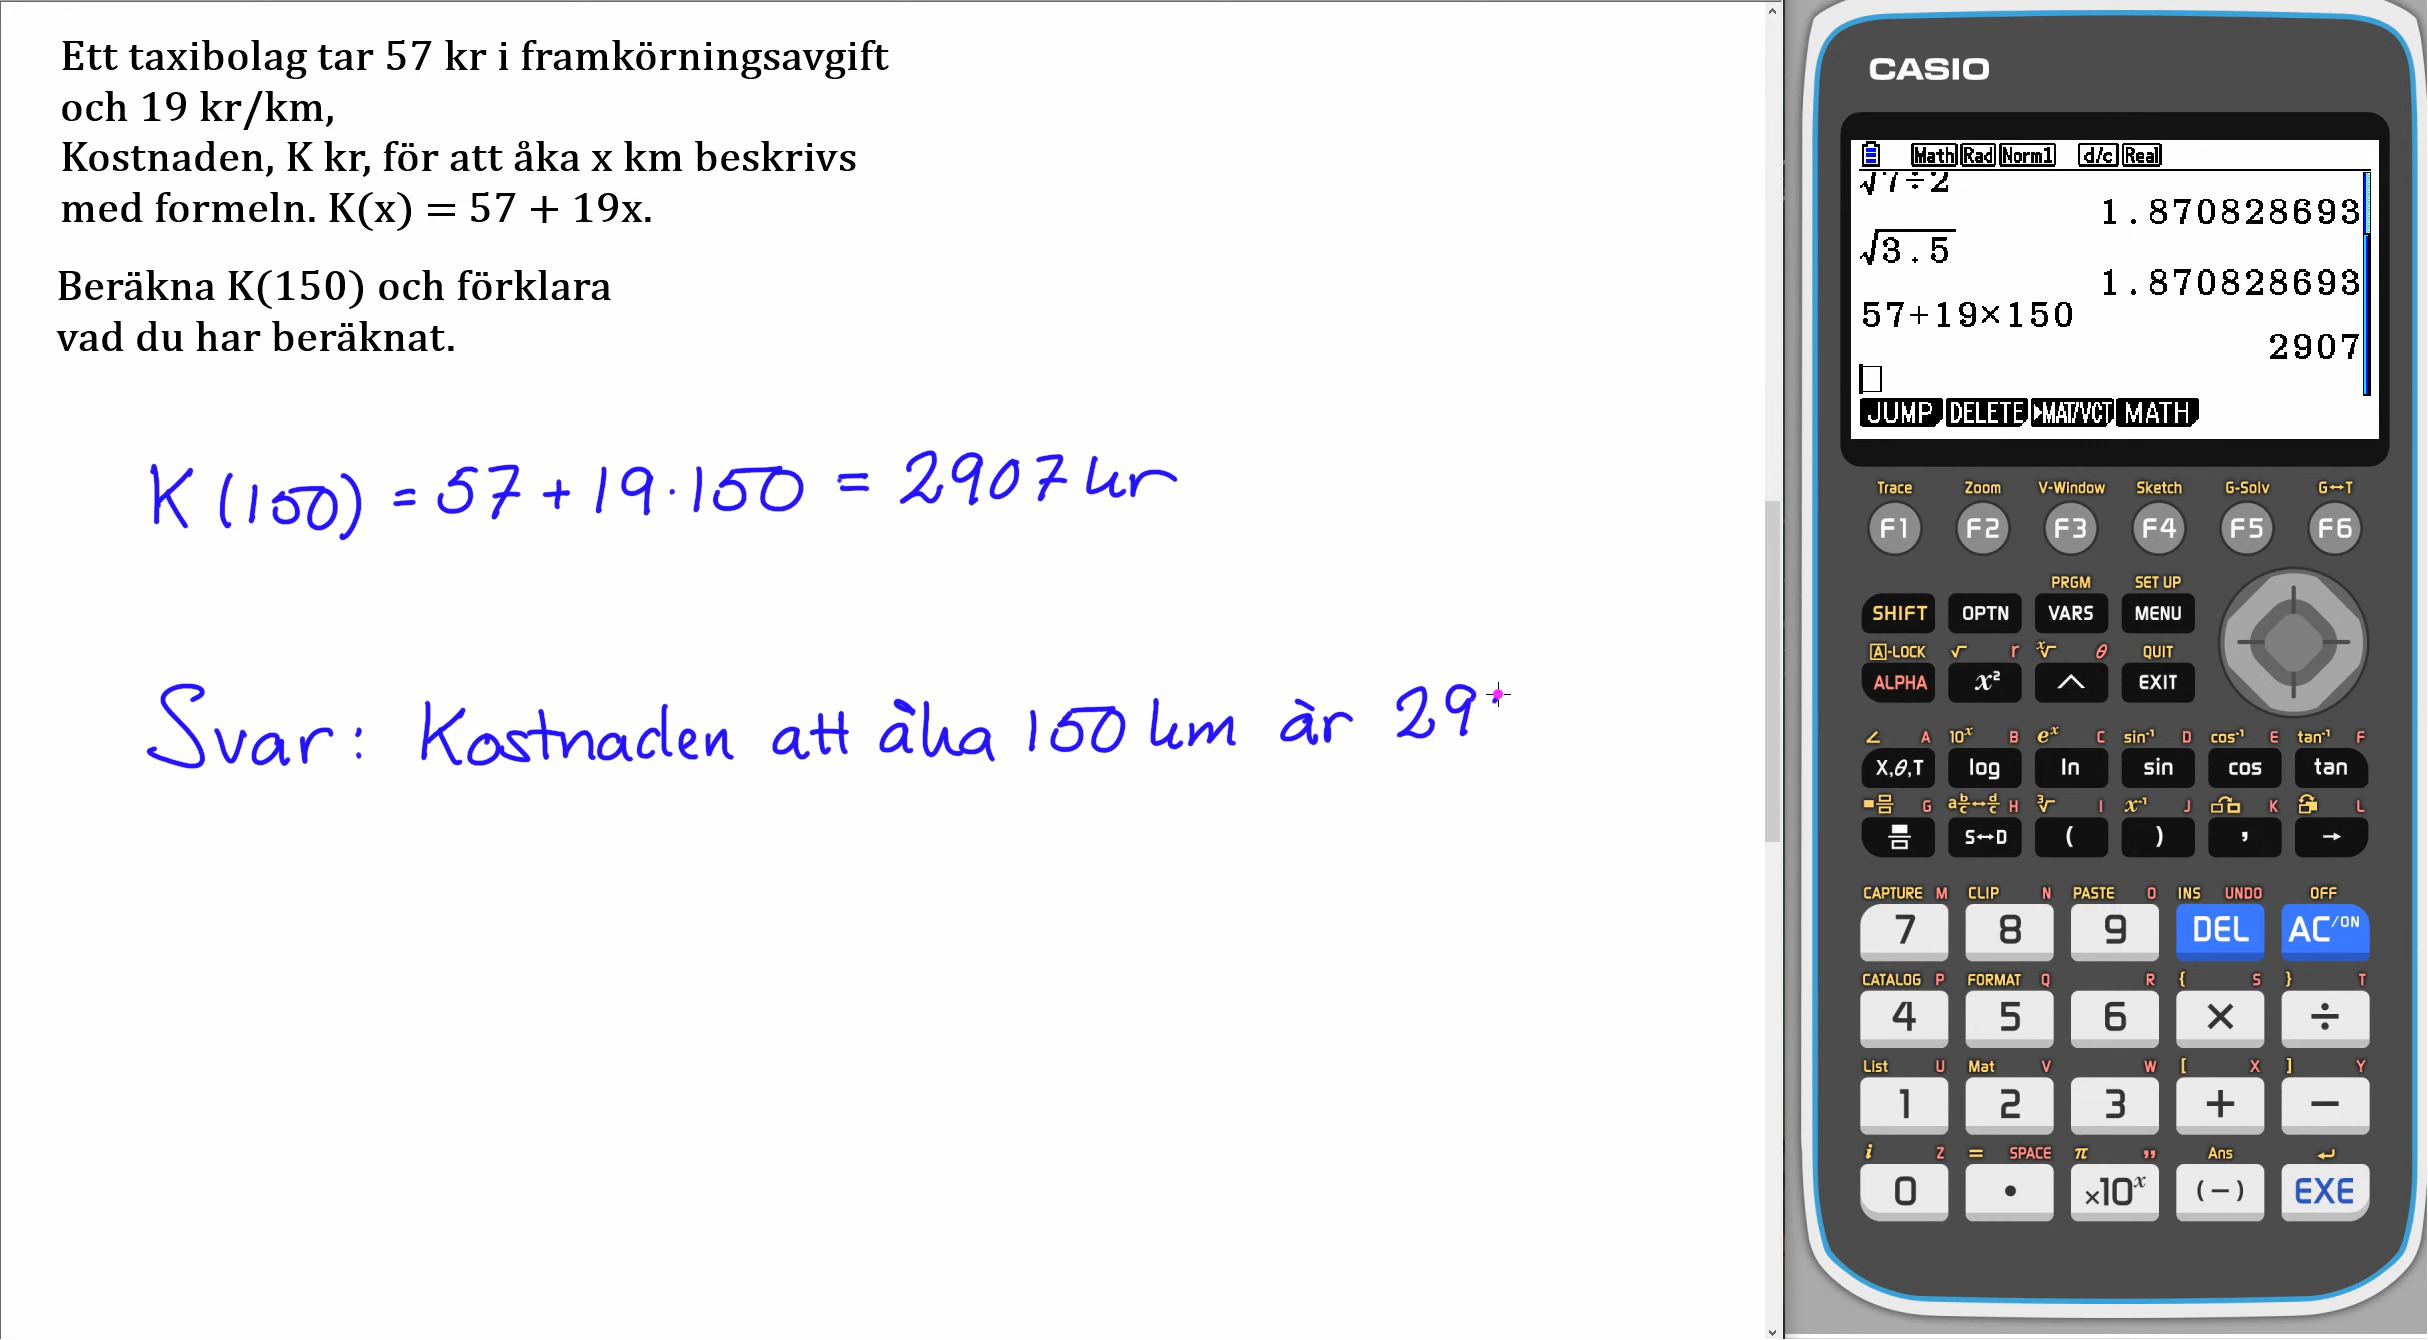 Ett taxibolag tar 57 kr i framkörningsavgift
och 19 kr/km,
Kostnaden, K kr, för att åka x km beskrivs
med formeln. K(x) = 57 + 19x.
Beräkna K(150) och förklara
vad du har beräknat.
K(150) = 57 + 19·150 = 2907 kr
Svar: Kostnaden att åka 150 km är 29
CASIO
Math Rad Norm1 d/c Real
√7÷2
1.870828693
√3.5
1.870828693
57+19×150
2907
JUMP DELETE ▶MAT/VCT MATH
Trace Zoom V-Window Sketch G-Solv G↔T
F1 F2 F3 F4 F5 F6
PRGM SET UP
SHIFT OPTN VARS MENU
A-LOCK √ r ˣ√ θ QUIT
ALPHA x² ^ EXIT
∠ A 10ˣ B eˣ C sin⁻¹ D cos⁻¹ E tan⁻¹ F
X,θ,T log ln sin cos tan
G a b/c↔d/c H ³√ I x⁻¹ J K L
S↔D ( ) , →
CAPTURE M CLIP N PASTE O INS UNDO OFF
7 8 9 DEL AC/ON
CATALOG P FORMAT Q R { S } T
4 5 6 × ÷
List U Mat V W [ X ] Y
1 2 3 + −
i Z = SPACE π ,, Ans ↵
0 • ×10ˣ (−) EXE